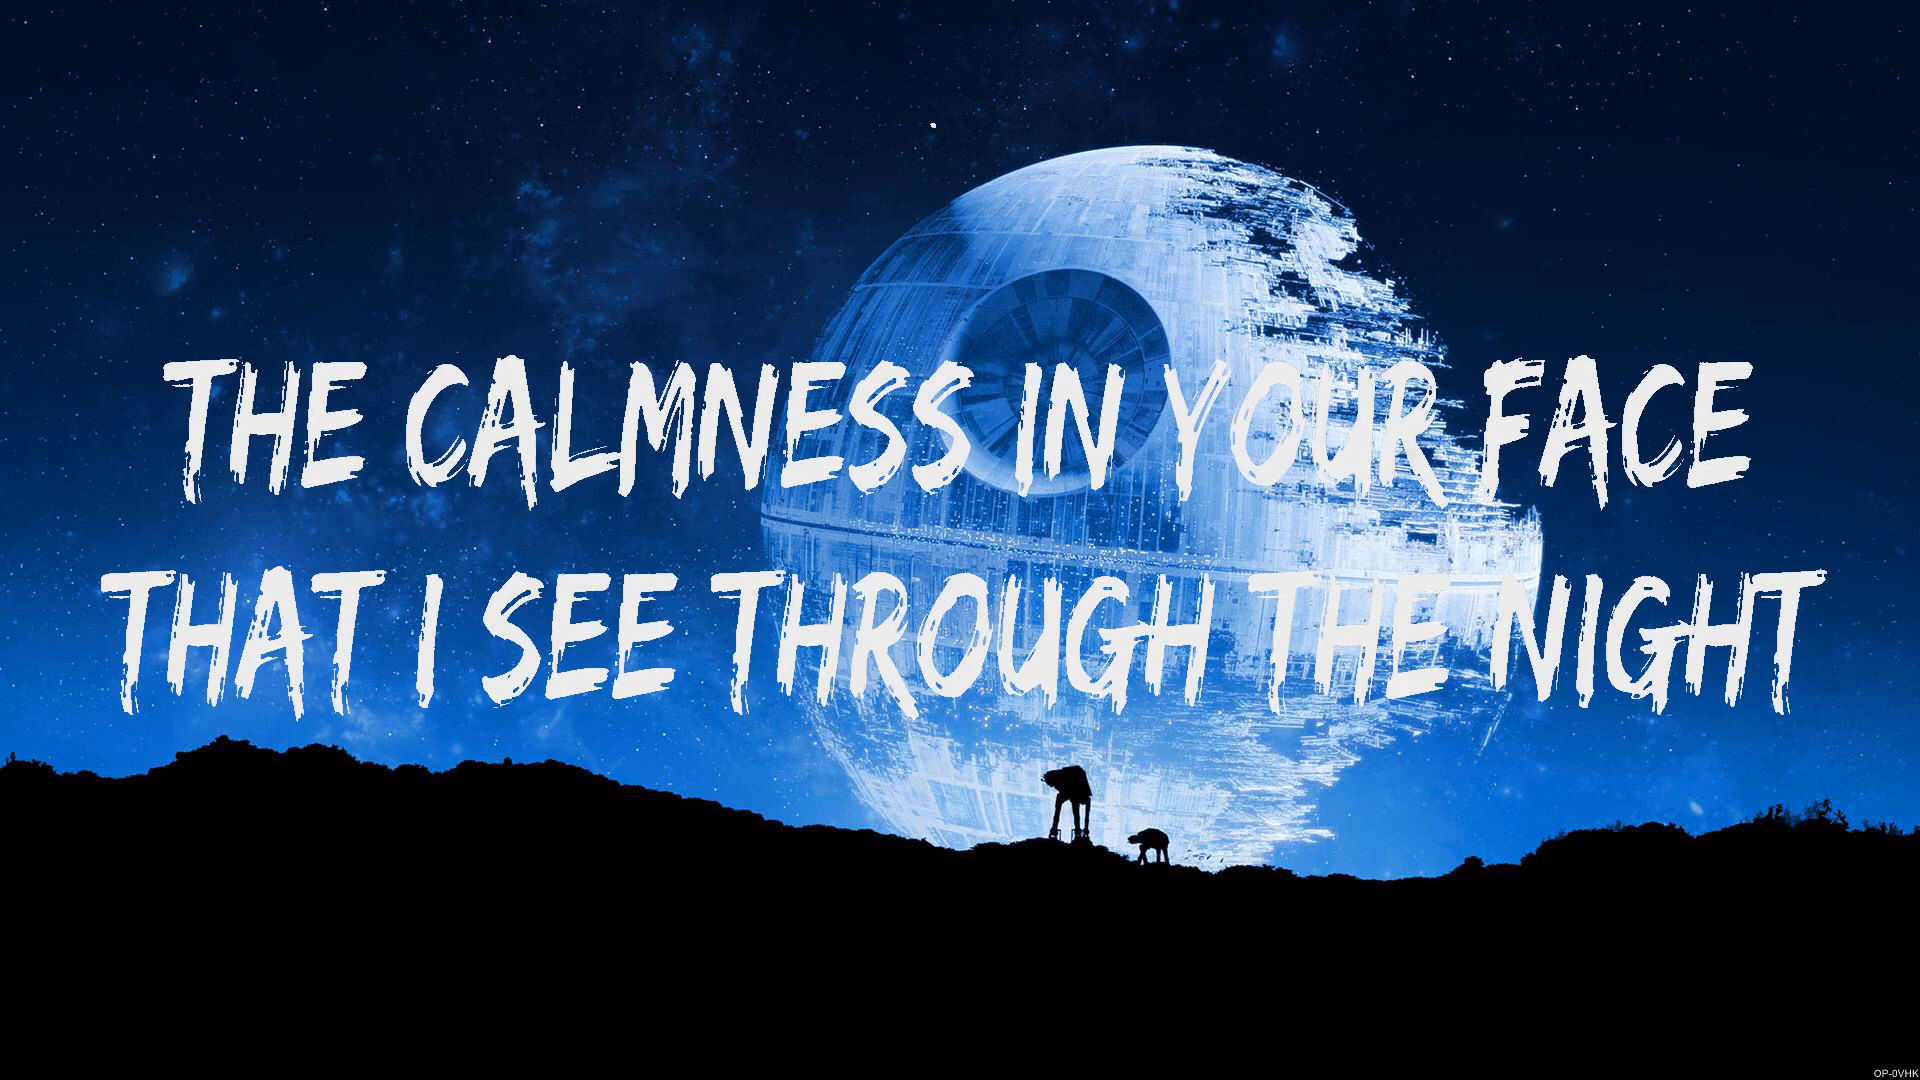 THE CALMNESS IN YOUR FACE
THAT I SEE THROUGH THE NIGHT
OP-0VHK